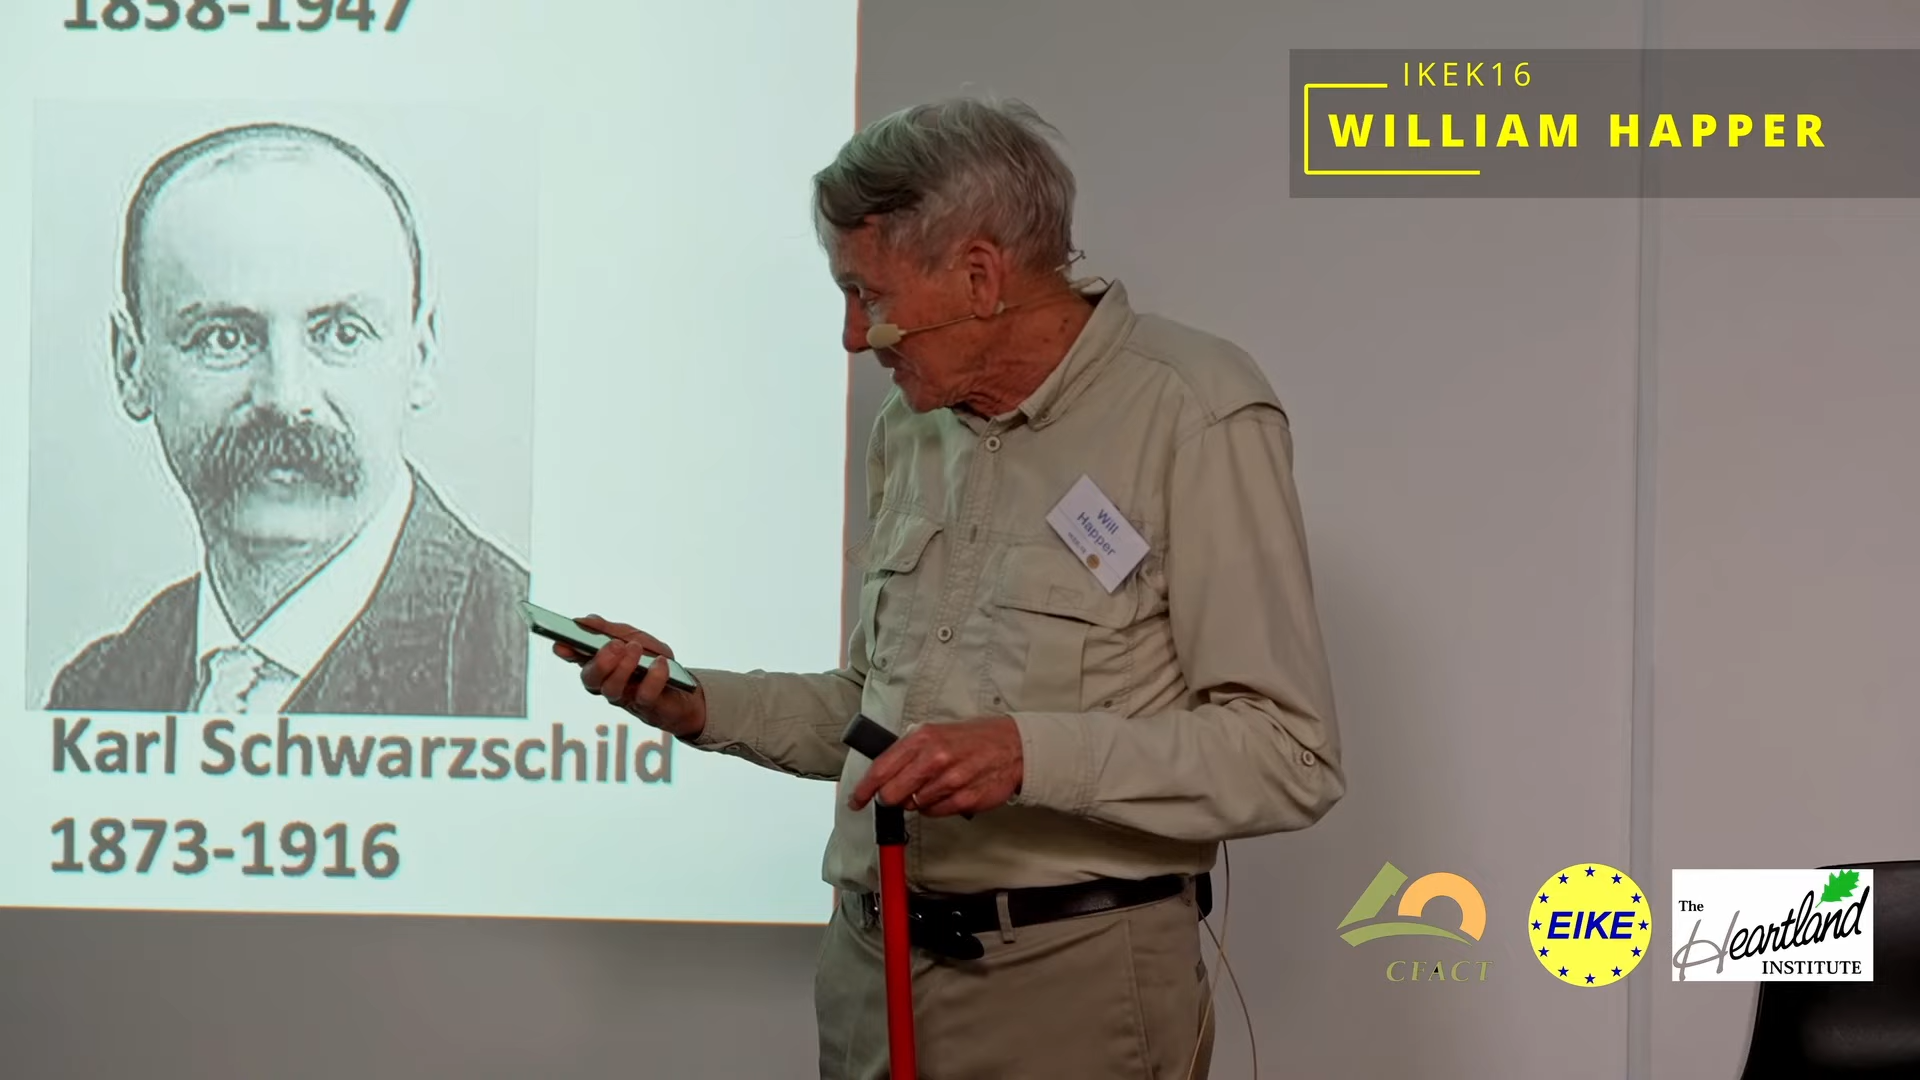 1858-1947
IKEK16
WILLIAM HAPPER
Will
Happer
Karl Schwarzschild
1873-1916
CFACT
EIKE
The
Heartland
INSTITUTE